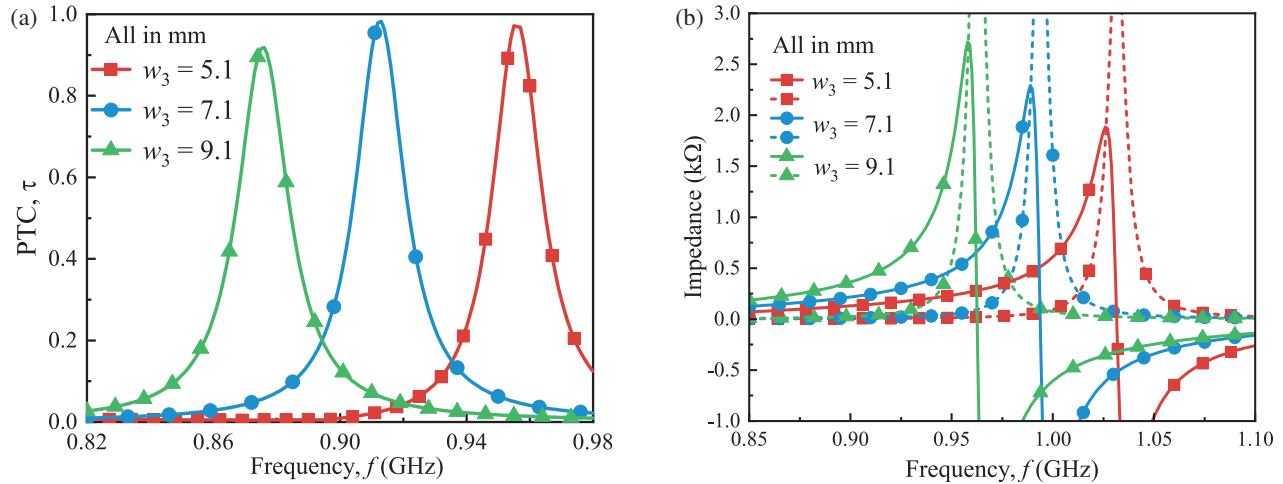 (a)
All in mm
w₃ = 5.1
w₃ = 7.1
w₃ = 9.1
PTC, τ
1.0
0.8
0.6
0.4
0.2
0.0
0.82 0.86 0.90 0.94 0.98
Frequency, f (GHz)
(b)
All in mm
w₃ = 5.1
w₃ = 7.1
w₃ = 9.1
Impedance (kΩ)
3.0
2.5
2.0
1.5
1.0
0.5
0.0
-0.5
-1.0
0.85 0.90 0.95 1.00 1.05 1.10
Frequency, f (GHz)